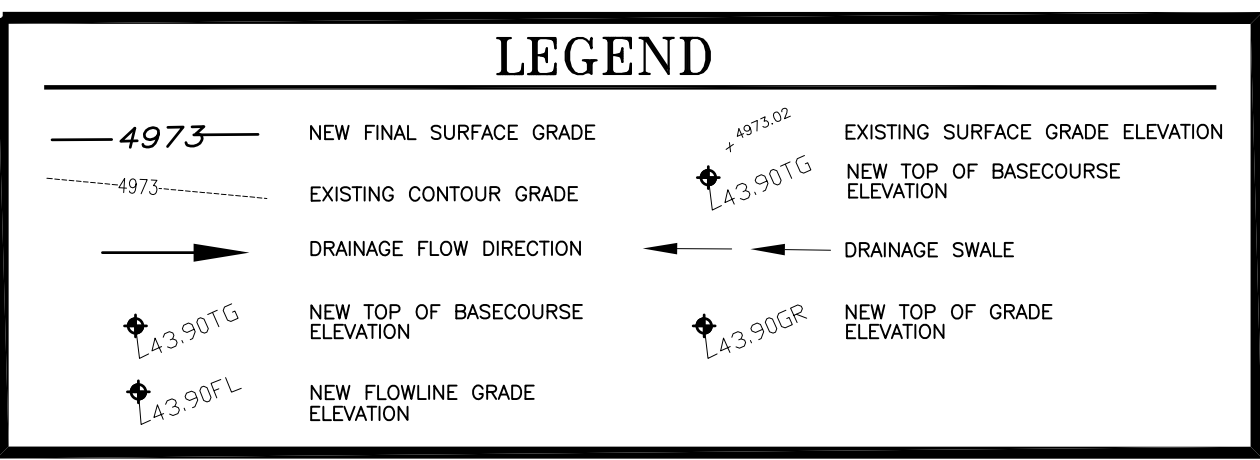 LEGEND
4973 NEW FINAL SURFACE GRADE
4973 EXISTING CONTOUR GRADE
DRAINAGE FLOW DIRECTION
43.90TG NEW TOP OF BASECOURSE
ELEVATION
43.90FL NEW FLOWLINE GRADE
ELEVATION
4973.02 EXISTING SURFACE GRADE ELEVATION
43.90TG NEW TOP OF BASECOURSE
ELEVATION
DRAINAGE SWALE
43.90GR NEW TOP OF GRADE
ELEVATION